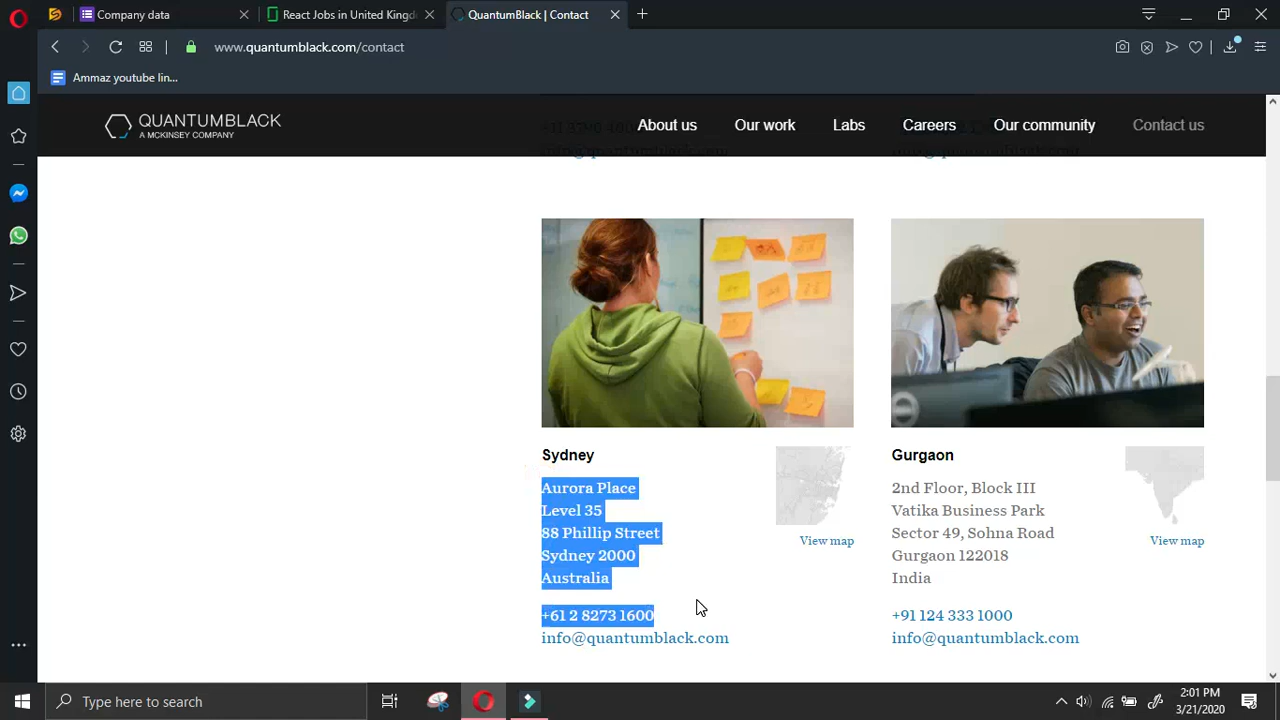 Company data
React Jobs in United Kingd
QuantumBlack | Contact
www.quantumblack.com/contact
Ammaz youtube lin...
QUANTUMBLACK
A MCKINSEY COMPANY
About us
Our work
Labs
Careers
Our community
Contact us
Sydney
Aurora Place
Level 35
88 Phillip Street
Sydney 2000
Australia
+61 2 8273 1600
info@quantumblack.com
View map
Gurgaon
2nd Floor, Block III
Vatika Business Park
Sector 49, Sohna Road
Gurgaon 122018
India
+91 124 333 1000
info@quantumblack.com
View map
Type here to search
2:01 PM
3/21/2020